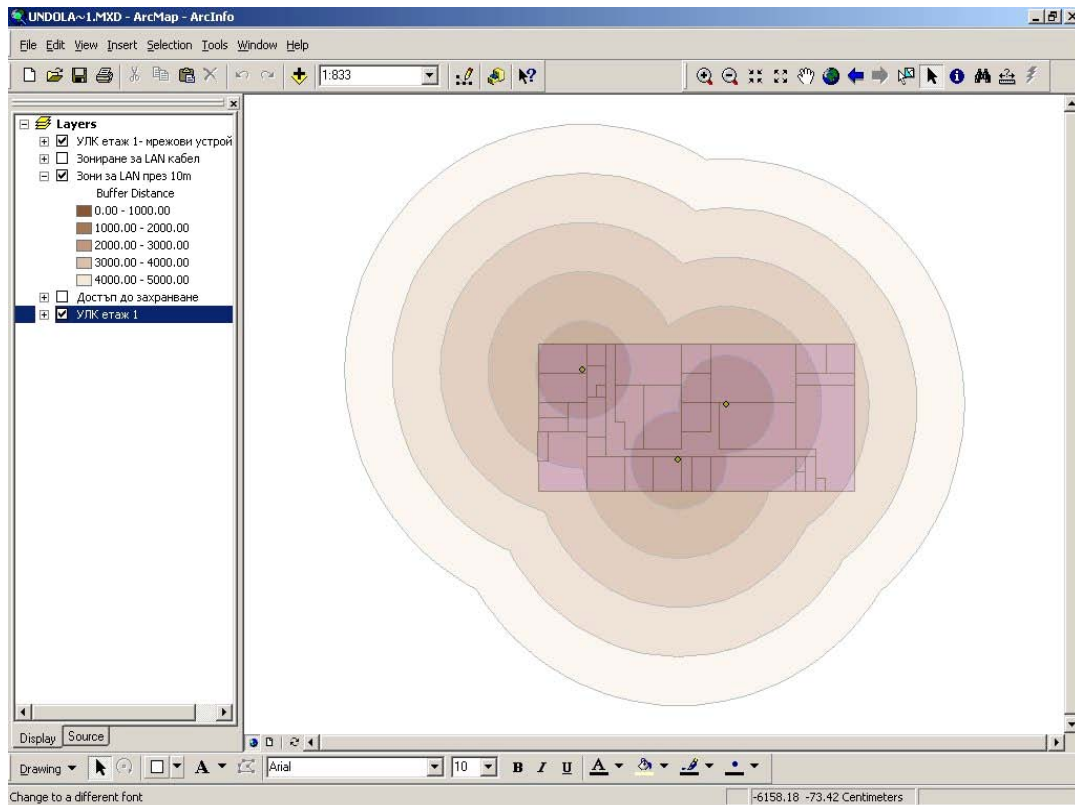 UNDOLA~1.MXD - ArcMap - ArcInfo
File Edit View Insert Selection Tools Window Help
1:833
Layers
УЛК етаж 1- мрежови устрой
Зониране за LAN кабел
Зони за LAN през 10m
Buffer Distance
0.00 - 1000.00
1000.00 - 2000.00
2000.00 - 3000.00
3000.00 - 4000.00
4000.00 - 5000.00
Достъп до захранване
УЛК етаж 1
Display Source
Drawing Arial 10 B I U A
Change to a different font
-6158.18 -73.42 Centimeters